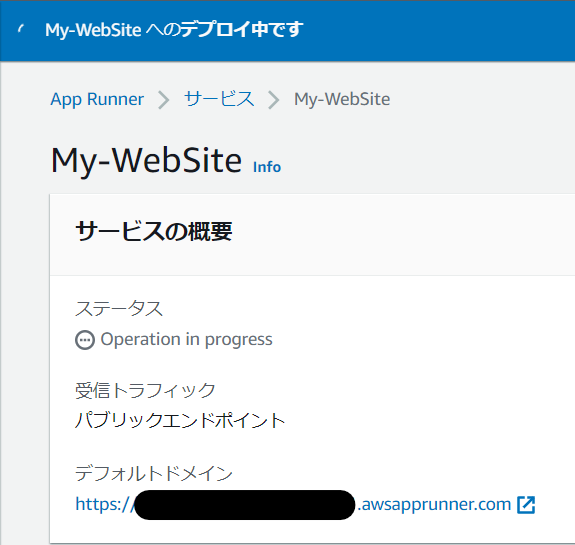 My-WebSite へのデプロイ中です
App Runner > サービス > My-WebSite
My-WebSite Info
サービスの概要
ステータス
Operation in progress
受信トラフィック
パブリックエンドポイント
デフォルトドメイン
https://
.awsapprunner.com